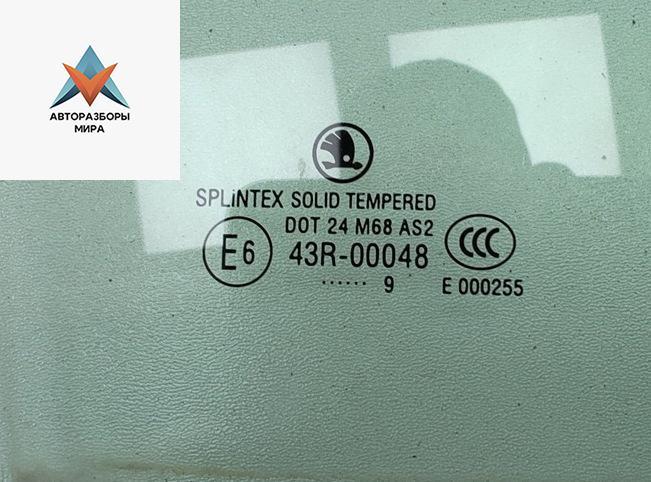 АВТОРАЗБОРЫ
МИРА
SPLiNTEX SOLID TEMPERED
DOT 24 M68 AS2
E6 43R-00048 CCC
...... 9 E 000255